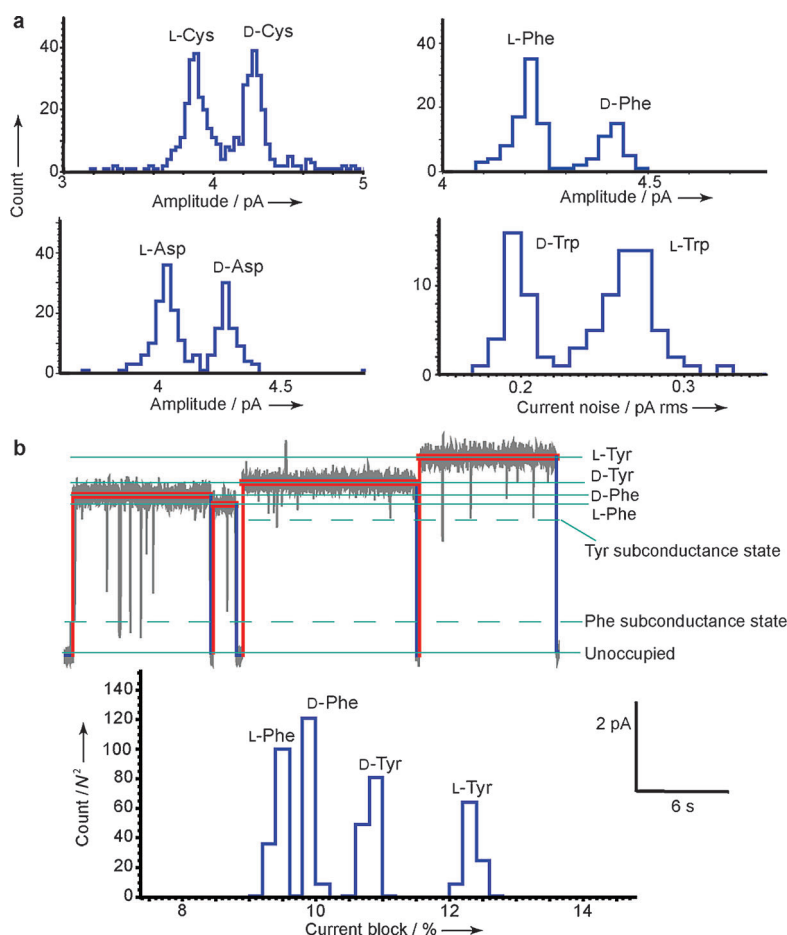 a
L-Cys
D-Cys
40
20
0
3
4
5
Amplitude / pA
Count
L-Phe
D-Phe
40
20
0
4
4.5
Amplitude / pA
L-Asp
D-Asp
40
20
0
4
4.5
Amplitude / pA
D-Trp
L-Trp
10
0
0.2
0.3
Current noise / pA rms
b
L-Tyr
D-Tyr
D-Phe
L-Phe
Tyr subconductance state
Phe subconductance state
Unoccupied
140
120
100
80
60
40
20
0
Count / N²
L-Phe
D-Phe
D-Tyr
L-Tyr
8
10
12
14
Current block / %
2 pA
6 s